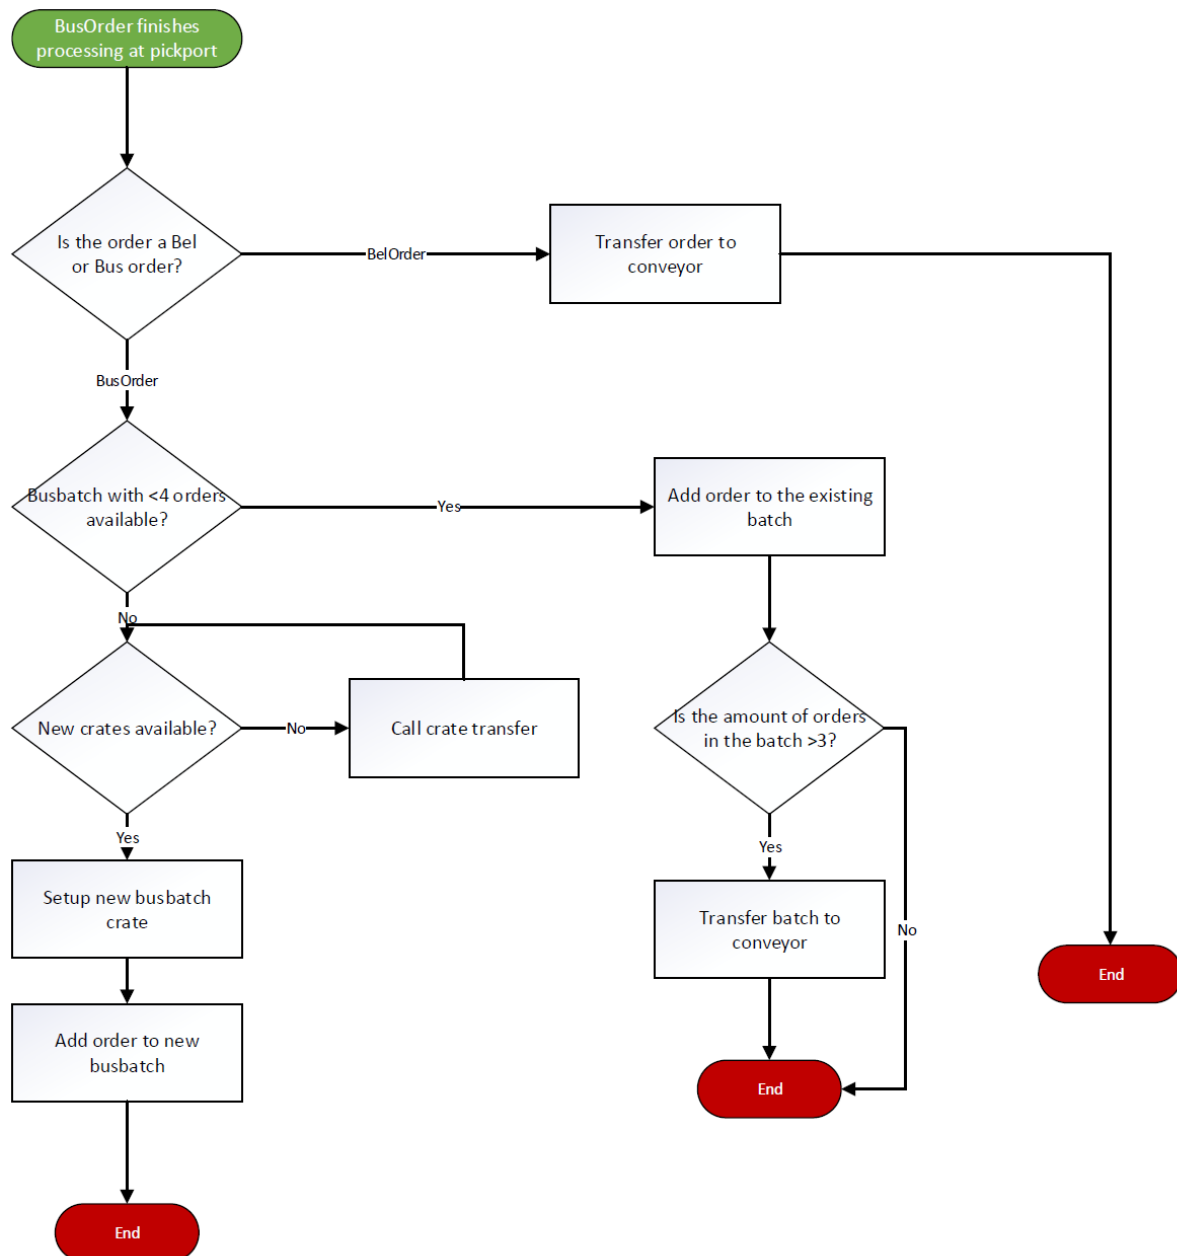 BusOrder finishes
processing at pickport
Is the order a Bel
or Bus order?
BelOrder
Transfer order to
conveyor
BusOrder
Busbatch with <4 orders
available?
Yes
Add order to the existing
batch
No
New crates available?
No
Call crate transfer
Is the amount of orders
in the batch >3?
Yes
Setup new busbatch
crate
Yes
Transfer batch to
conveyor
No
End
Add order to new
busbatch
End
End